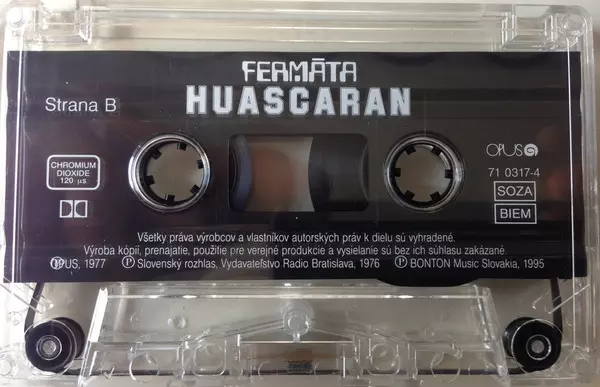 FERMÁTA
HUASCARAN
Strana B
OPUS
CHROMIUM
DIOXIDE
120 µs
71 0317-4
SOZA
BIEM
Všetky práva výrobcov a vlastníkov autorských práv k dielu sú vyhradené.
Výroba kópií, prenajatie, použitie pre verejné produkcie a vysielanie sú bez ich súhlasu zakázané.
Ⓟ OPUS, 1977 Ⓟ Slovenský rozhlas, Vydavateľstvo Radio Bratislava, 1976 Ⓟ BONTON Music Slovakia, 1995